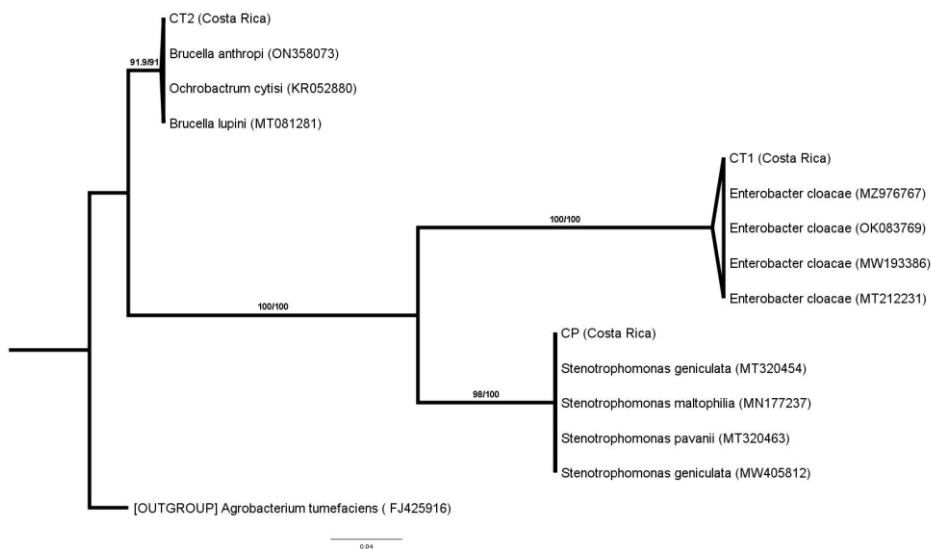 CT2 (Costa Rica)
91.9/91
Brucella anthropi (ON358073)
Ochrobactrum cytisi (KR052880)
Brucella lupini (MT081281)
CT1 (Costa Rica)
Enterobacter cloacae (MZ976767)
100/100
Enterobacter cloacae (OK083769)
Enterobacter cloacae (MW193386)
Enterobacter cloacae (MT212231)
100/100
CP (Costa Rica)
Stenotrophomonas geniculata (MT320454)
98/100
Stenotrophomonas maltophilia (MN177237)
Stenotrophomonas pavanii (MT320463)
Stenotrophomonas geniculata (MW405812)
[OUTGROUP] Agrobacterium tumefaciens ( FJ425916)
0.04